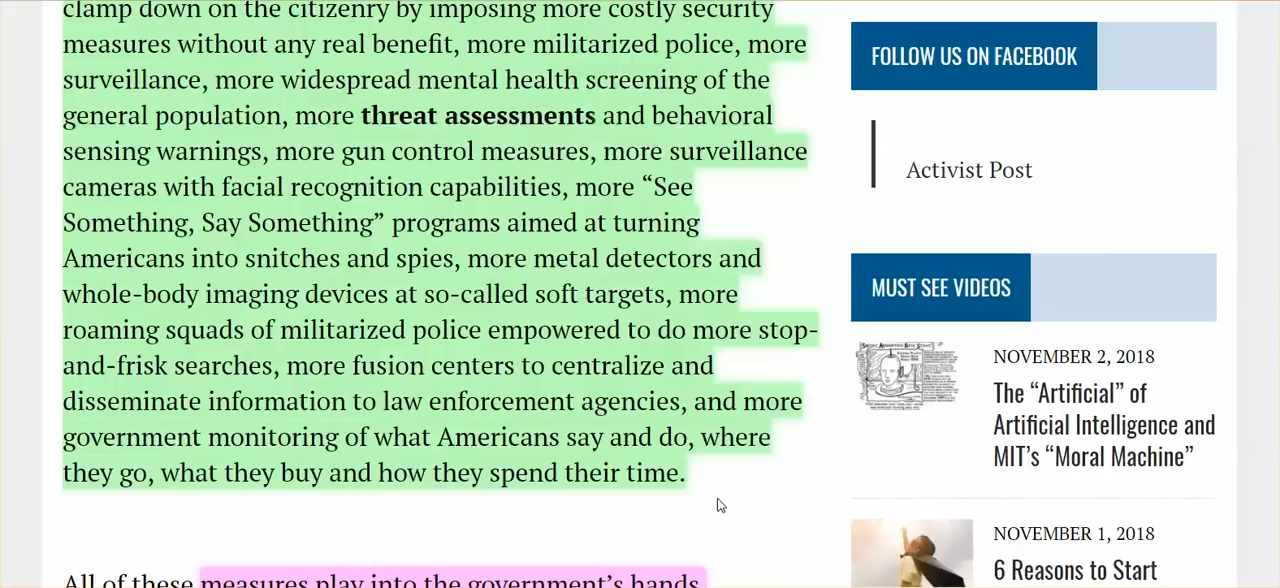 clamp down on the citizenry by imposing more costly security
measures without any real benefit, more militarized police, more
surveillance, more widespread mental health screening of the
general population, more threat assessments and behavioral
sensing warnings, more gun control measures, more surveillance
cameras with facial recognition capabilities, more “See
Something, Say Something” programs aimed at turning
Americans into snitches and spies, more metal detectors and
whole-body imaging devices at so-called soft targets, more
roaming squads of militarized police empowered to do more stop-
and-frisk searches, more fusion centers to centralize and
disseminate information to law enforcement agencies, and more
government monitoring of what Americans say and do, where
they go, what they buy and how they spend their time.
All of these measures play into the government’s hands.
FOLLOW US ON FACEBOOK
Activist Post
MUST SEE VIDEOS
NOVEMBER 2, 2018
The “Artificial” of
Artificial Intelligence and
MIT’s “Moral Machine”
NOVEMBER 1, 2018
6 Reasons to Start